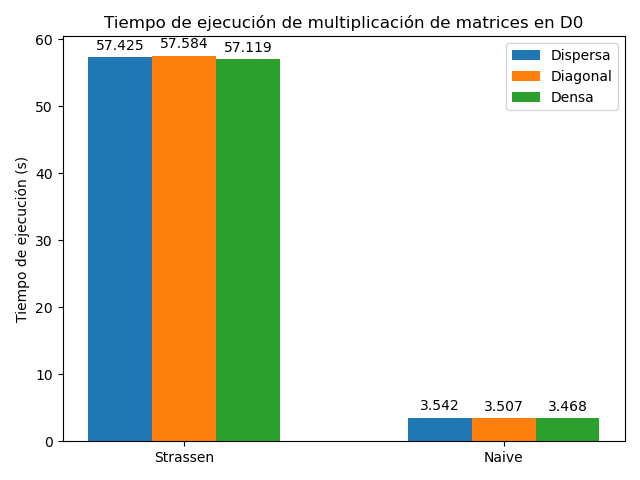 Tiempo de ejecución de multiplicación de matrices en D0
57.425
57.584
57.119
Dispersa
Diagonal
Densa
60
50
40
30
20
10
0
Tiempo de ejecución (s)
3.542
3.507
3.468
Strassen
Naive